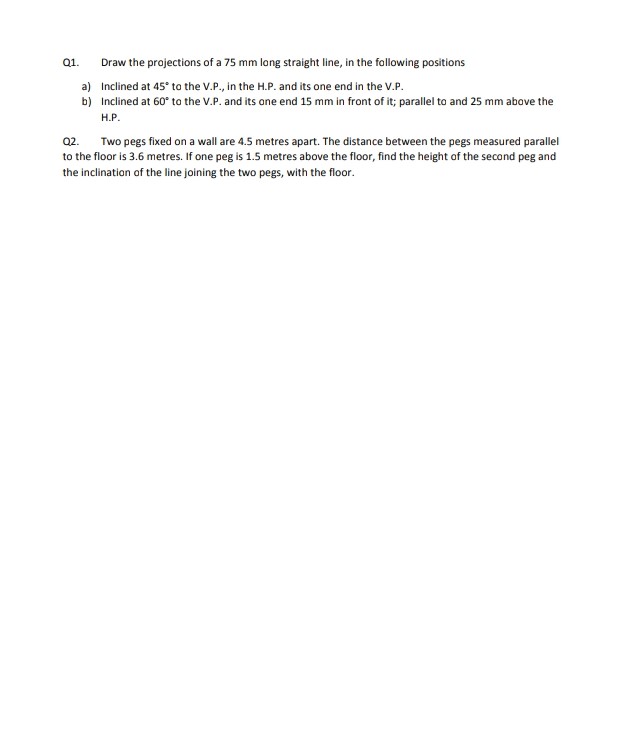 Q1. Draw the projections of a 75 mm long straight line, in the following positions
a) Inclined at 45° to the V.P., in the H.P. and its one end in the V.P.
b) Inclined at 60° to the V.P. and its one end 15 mm in front of it; parallel to and 25 mm above the
H.P.
Q2. Two pegs fixed on a wall are 4.5 metres apart. The distance between the pegs measured parallel
to the floor is 3.6 metres. If one peg is 1.5 metres above the floor, find the height of the second peg and
the inclination of the line joining the two pegs, with the floor.